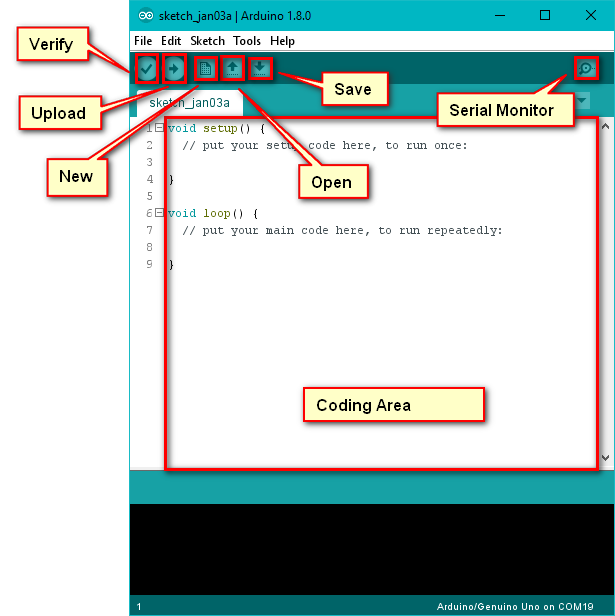 sketch_jan03a | Arduino 1.8.0
File Edit Sketch Tools Help
Verify
Upload
New
Save
Open
Serial Monitor
sketch_jan03a
1 void setup() {
2 // put your setup code here, to run once:
3
4 }
5
6 void loop() {
7 // put your main code here, to run repeatedly:
8
9 }
Coding Area
1 Arduino/Genuino Uno on COM19